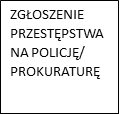 ZGŁOSZENIE
PRZESTĘPSTWA
NA POLICJĘ/
PROKURATURĘ